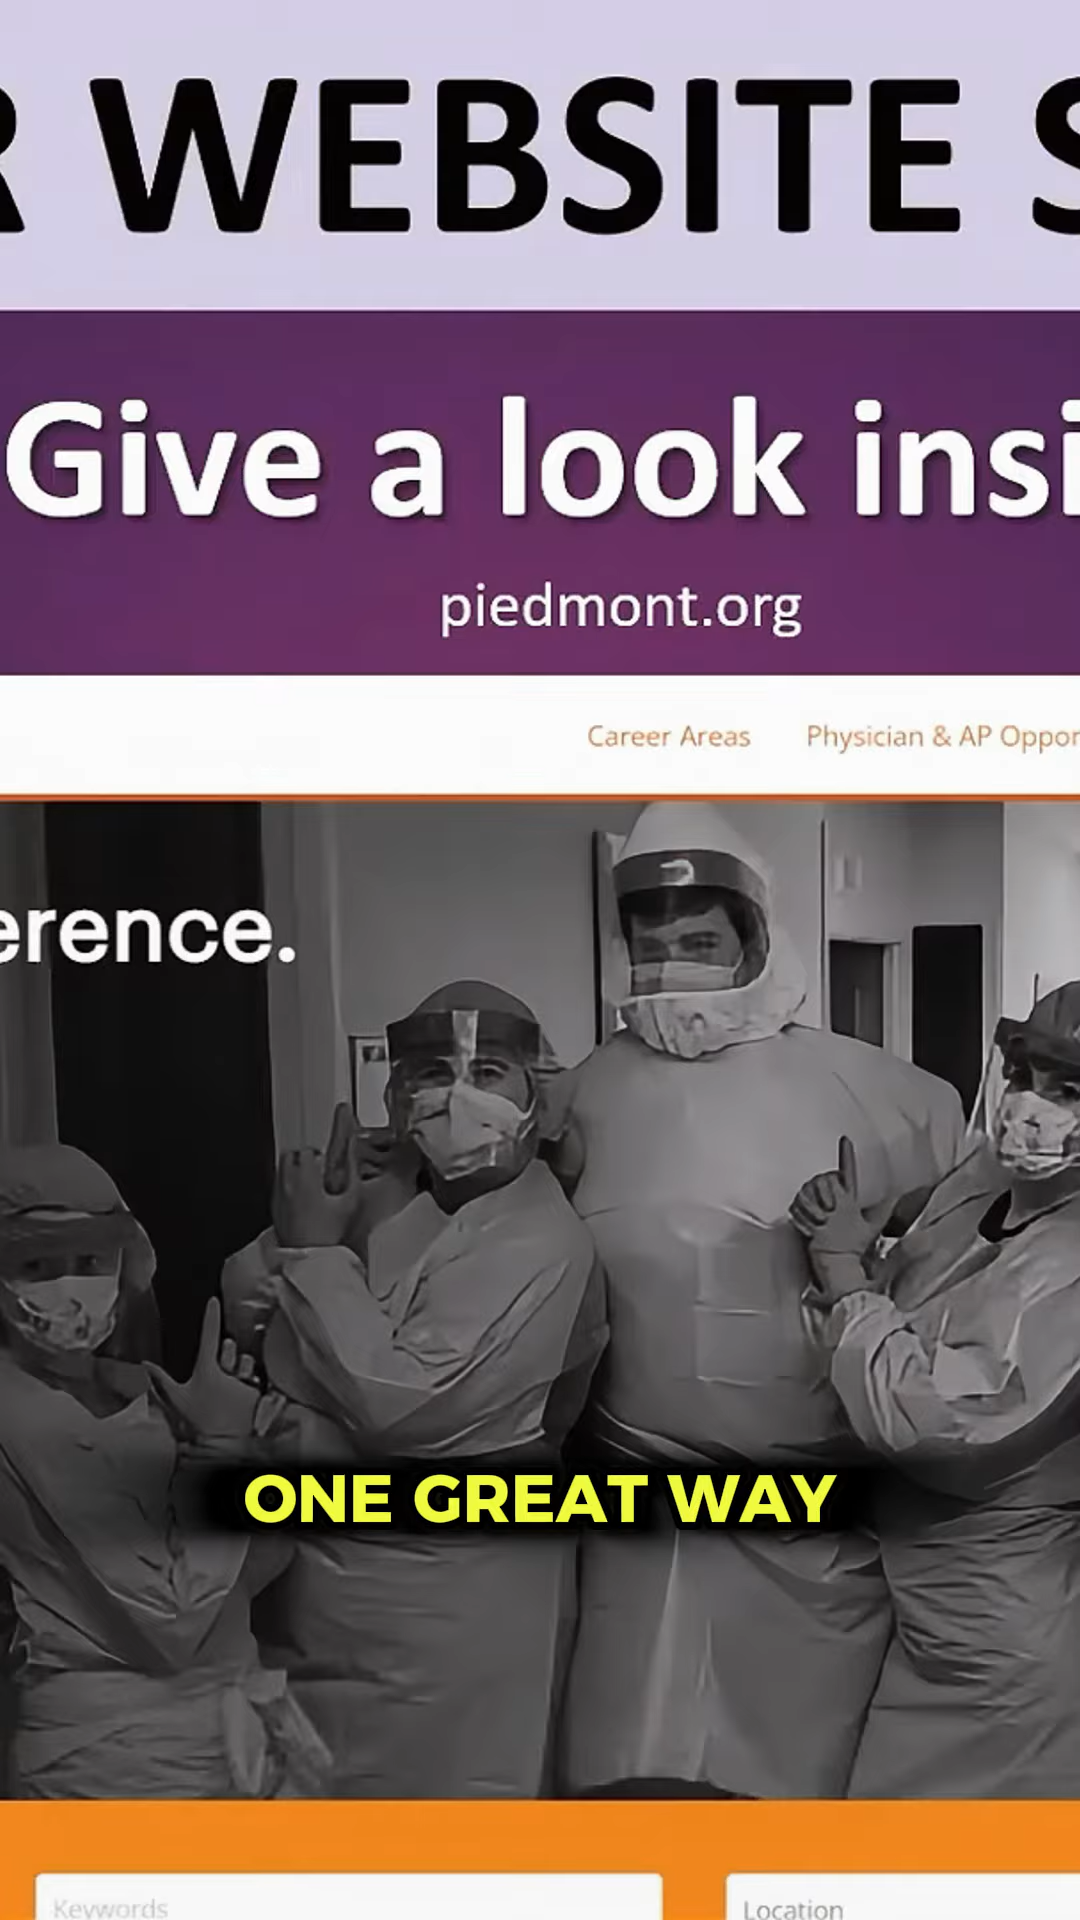 WEBSITE
Give a look insi
piedmont.org
Career Areas
Physician & AP Oppor
erence.
ONE GREAT WAY
Keywords
Location